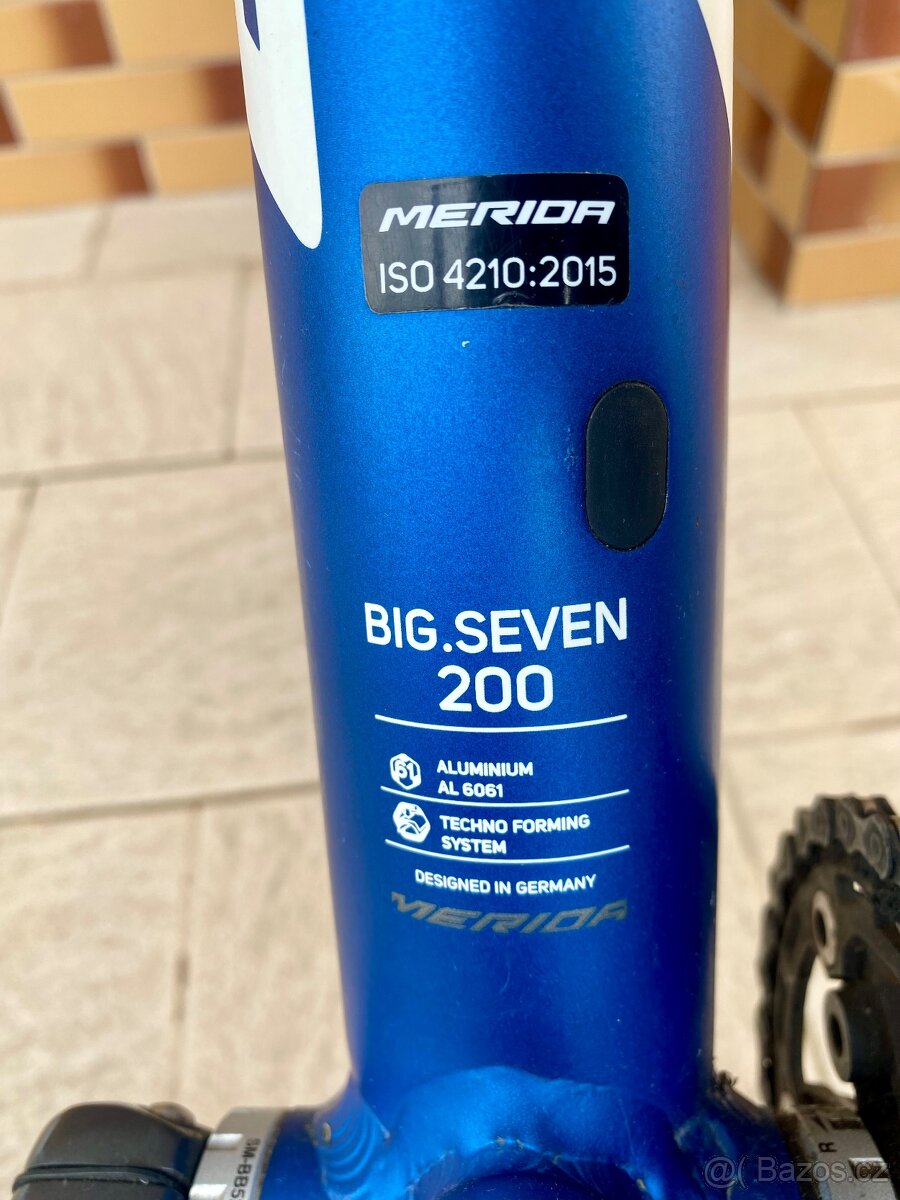 MERIDA
ISO 4210:2015
BIG.SEVEN
200
61
ALUMINIUM
AL 6061
TECHNO FORMING
SYSTEM
DESIGNED IN GERMANY
MERIDA
R
@( Bazos.cz